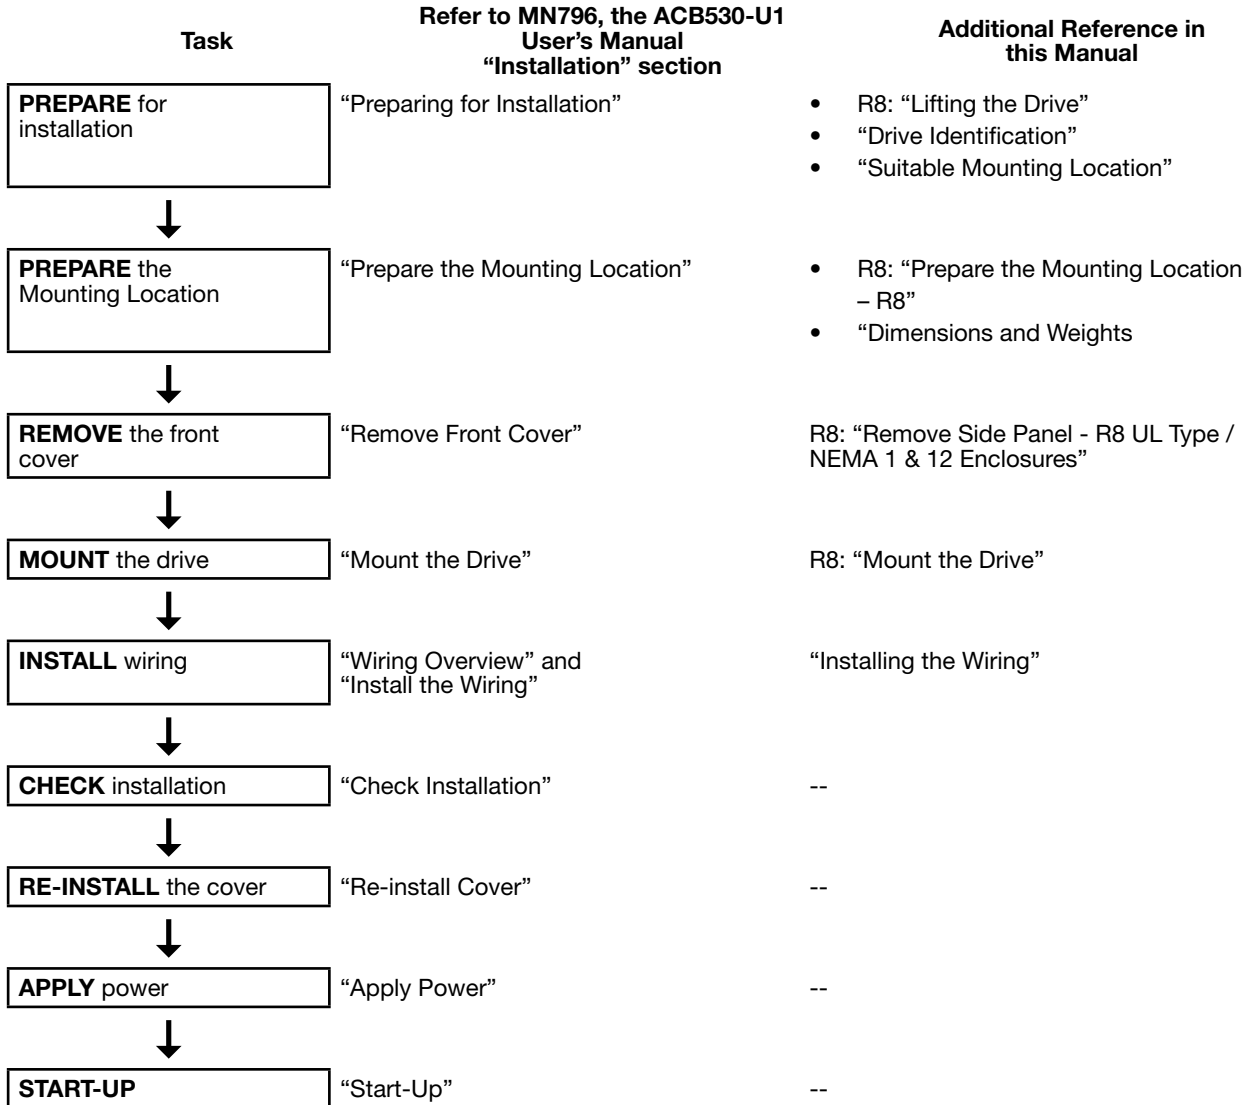 Task
Refer to MN796, the ACB530-U1
User’s Manual
“Installation” section
Additional Reference in
this Manual
PREPARE for
installation
“Preparing for Installation”
• R8: “Lifting the Drive”
• “Drive Identification”
• “Suitable Mounting Location”
PREPARE the
Mounting Location
“Prepare the Mounting Location”
• R8: “Prepare the Mounting Location
– R8”
• “Dimensions and Weights
REMOVE the front
cover
“Remove Front Cover”
R8: “Remove Side Panel - R8 UL Type /
NEMA 1 & 12 Enclosures”
MOUNT the drive
“Mount the Drive”
R8: “Mount the Drive”
INSTALL wiring
“Wiring Overview” and
“Install the Wiring”
“Installing the Wiring”
CHECK installation
“Check Installation”
--
RE-INSTALL the cover
“Re-install Cover”
--
APPLY power
“Apply Power”
--
START-UP
“Start-Up”
--